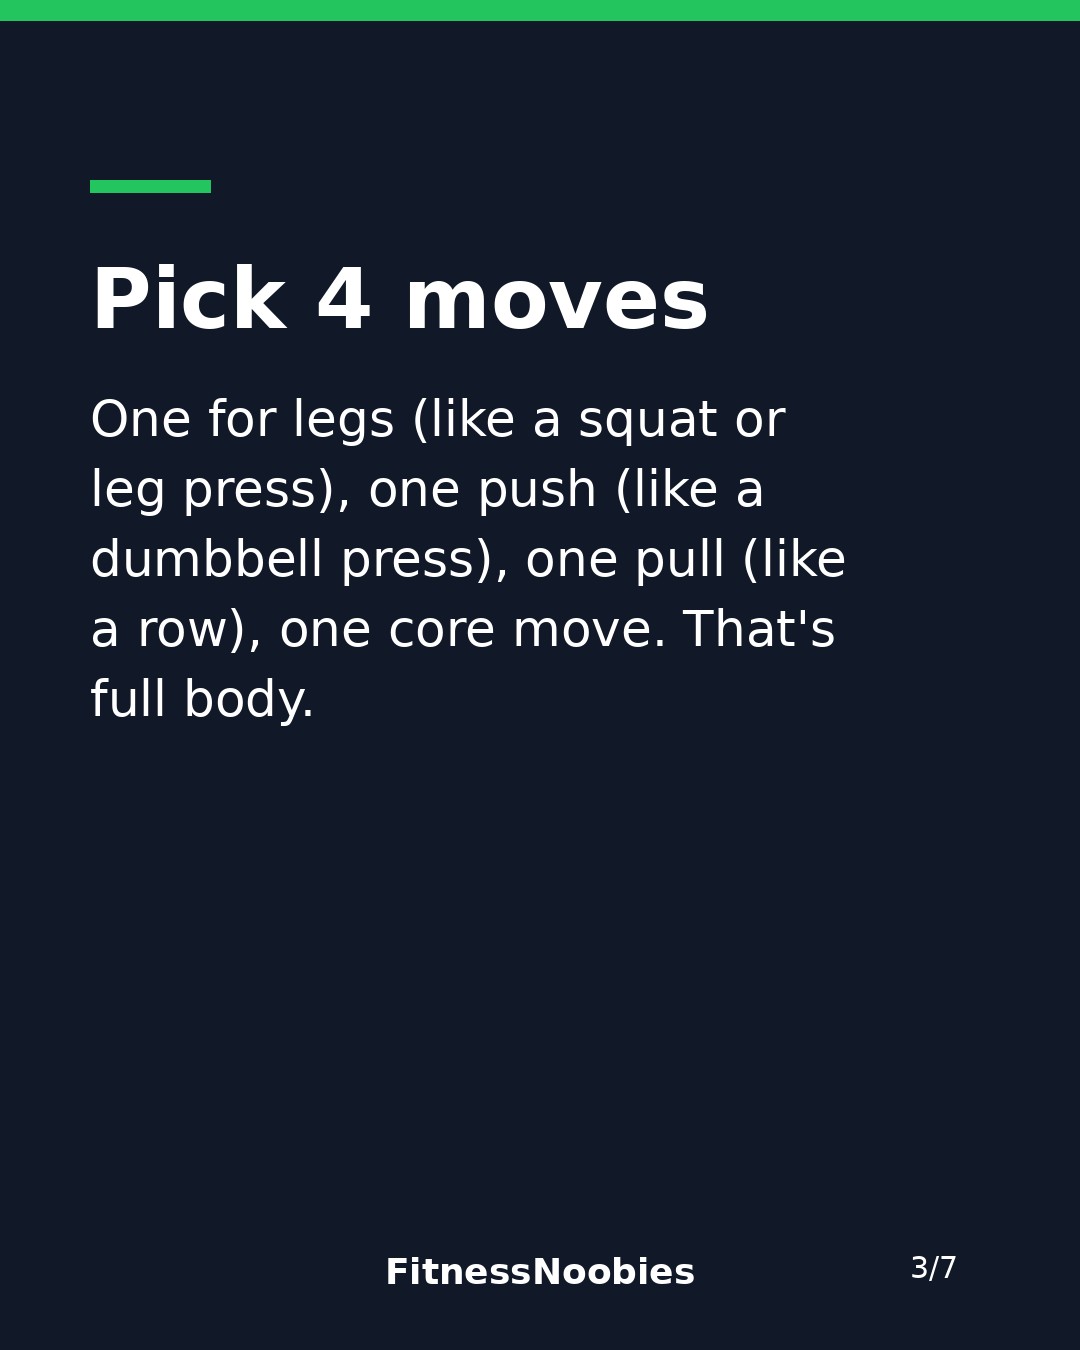 Pick 4 moves
One for legs (like a squat or
leg press), one push (like a
dumbbell press), one pull (like
a row), one core move. That's
full body.
FitnessNoobies
3/7